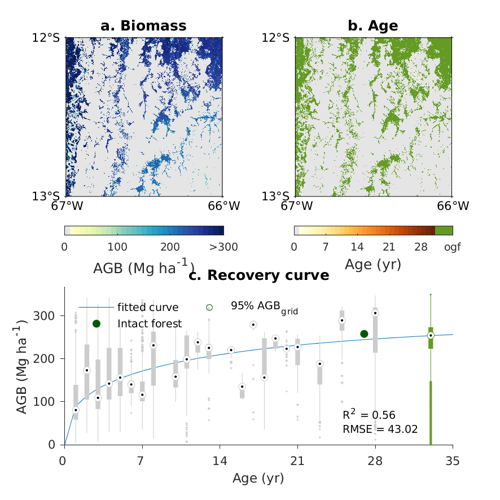 a. Biomass
b. Age
12°S
12°S
13°S
13°S
67°W
66°W
67°W
66°W
0 100 200 >300
0 7 14 21 28 ogf
AGB (Mg ha-1)
Age (yr)
c. Recovery curve
fitted curve
95% AGBgrid
Intact forest
AGB (Mg ha-1)
300
200
100
0
R2 = 0.56
RMSE = 43.02
0 7 14 21 28 35
Age (yr)